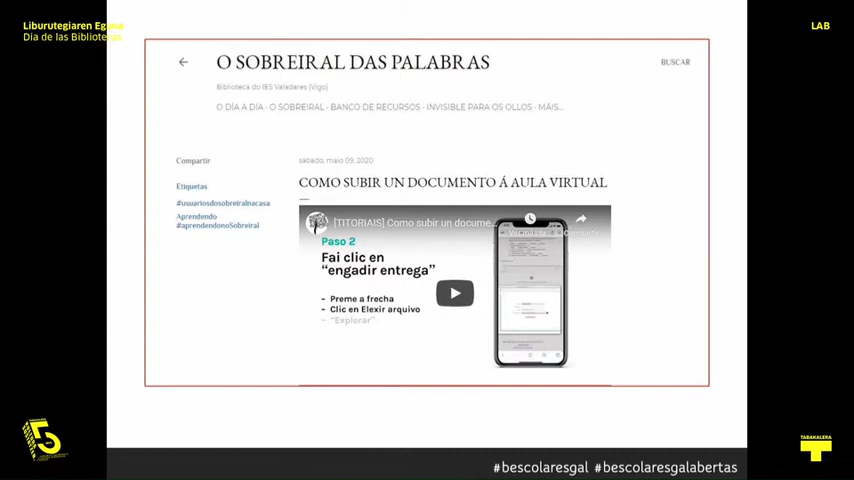 Liburutegiaren Eguna
Día de las Bibliotecas
LAB
O SOBREIRAL DAS PALABRAS
BUSCAR
Biblioteca do IES Valadares (Vigo)
O DÍA A DÍA · O SOBREIRAL · BANCO DE RECURSOS · INVISIBLE PARA OS OLLOS · MÁIS...
Compartir
sábado, maio 09, 2020
Etiquetas
COMO SUBIR UN DOCUMENTO Á AULA VIRTUAL
#usuariosdosobreiralnacasa
Aprendendo
#aprendendonoSobreiral
[TITORIAIS] Como subir un docume...
Paso 2
Fai clic en
"engadir entrega"
- Preme a frecha
- Clic en Elexir arquivo
- "Explorar"
TABAKALERA
#bescolaresgal #bescolaresgalabertas